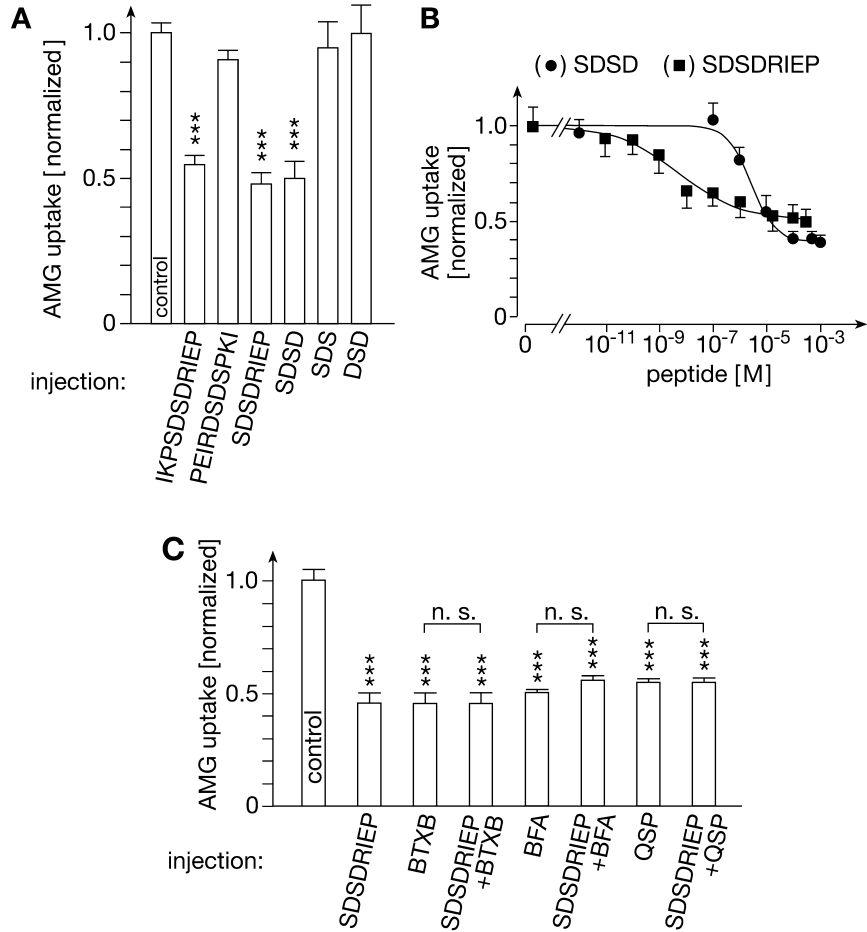 A
AMG uptake [ normalized ]
1.0
0.5
0
control
***
***
***
injection:
IKPSDSDRIEP
PEIRDSDSPKI
SDSDRIEP
SDSD
SDS
DSD
B
(●) SDSD (■) SDSDRIEP
AMG uptake
[normalized]
1.0
0.5
0
0 10-11 10-9 10-7 10-5 10-3
peptide [M]
C
AMG uptake [normalized]
1.0
0.5
0
control
n. s. n. s. n. s.
*** *** *** *** *** *** ***
injection:
SDSDRIEP
BTXB
SDSDRIEP
+BTXB
BFA
SDSDRIEP
+BFA
QSP
SDSDRIEP
+QSP